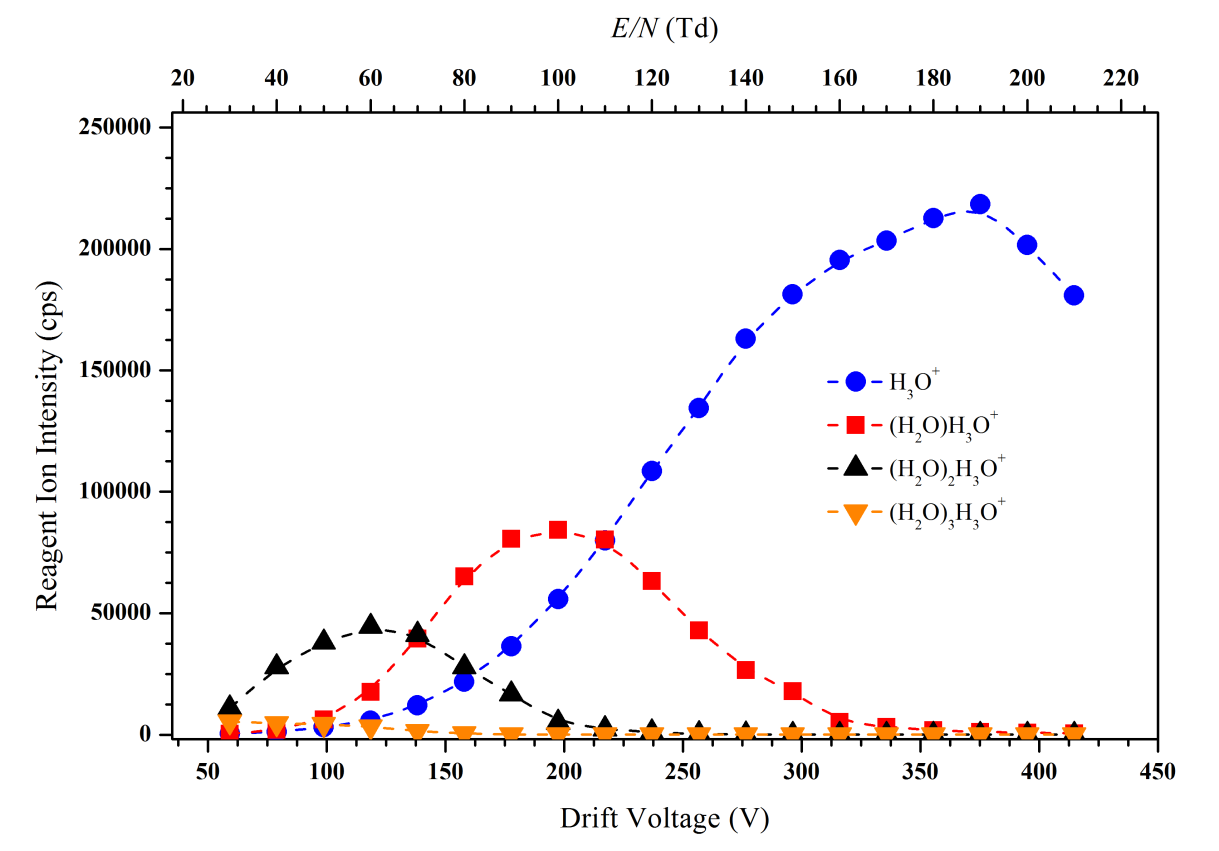 E/N (Td)
20 40 60 80 100 120 140 160 180 200 220
250000
200000
150000
100000
50000
0
Reagent Ion Intensity (cps)
H₃O⁺
(H₂O)H₃O⁺
(H₂O)₂H₃O⁺
(H₂O)₃H₃O⁺
50 100 150 200 250 300 350 400 450
Drift Voltage (V)